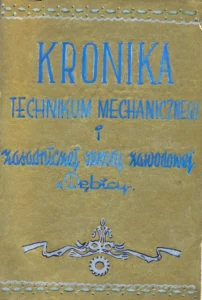 KRONIKA
TECHNIKUM MECHANICZNEGO
i
zasadniczej szkoły zawodowej
w Dębicy.